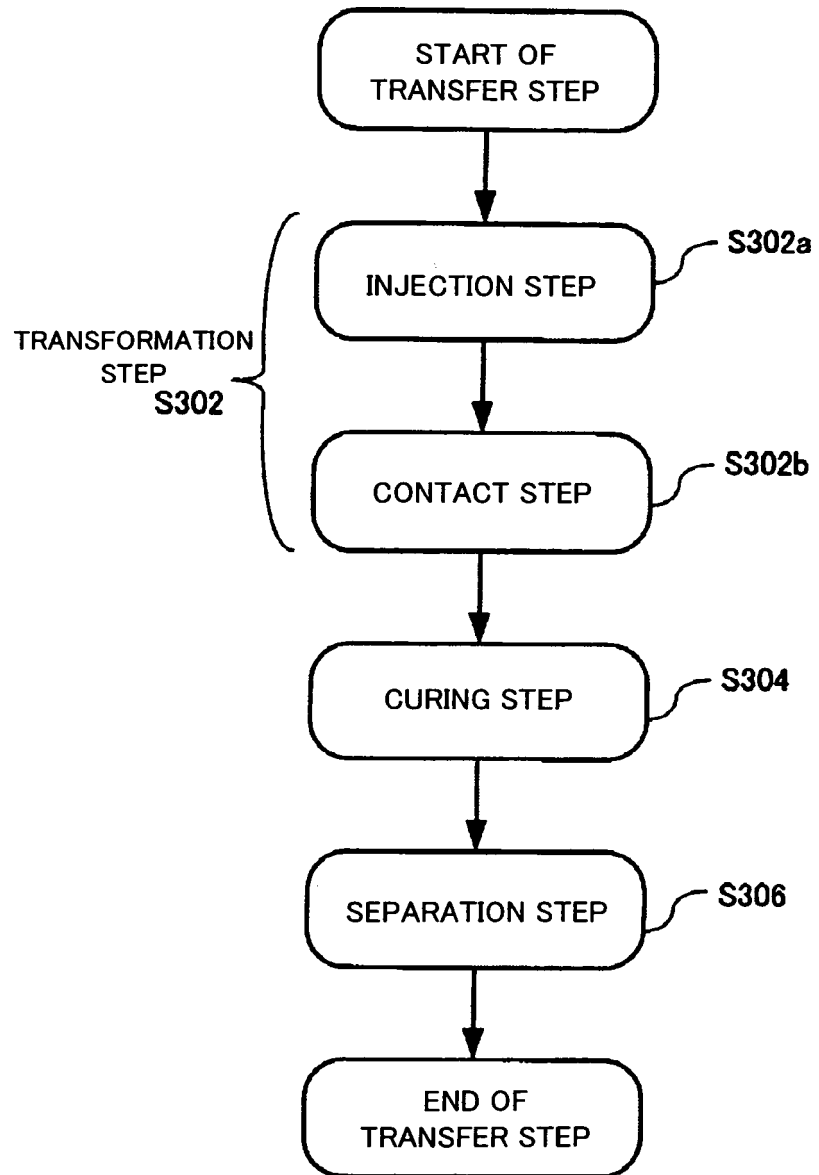 START OF
TRANSFER STEP
S302a
INJECTION STEP
TRANSFORMATION
STEP
S302
S302b
CONTACT STEP
S304
CURING STEP
S306
SEPARATION STEP
END OF
TRANSFER STEP